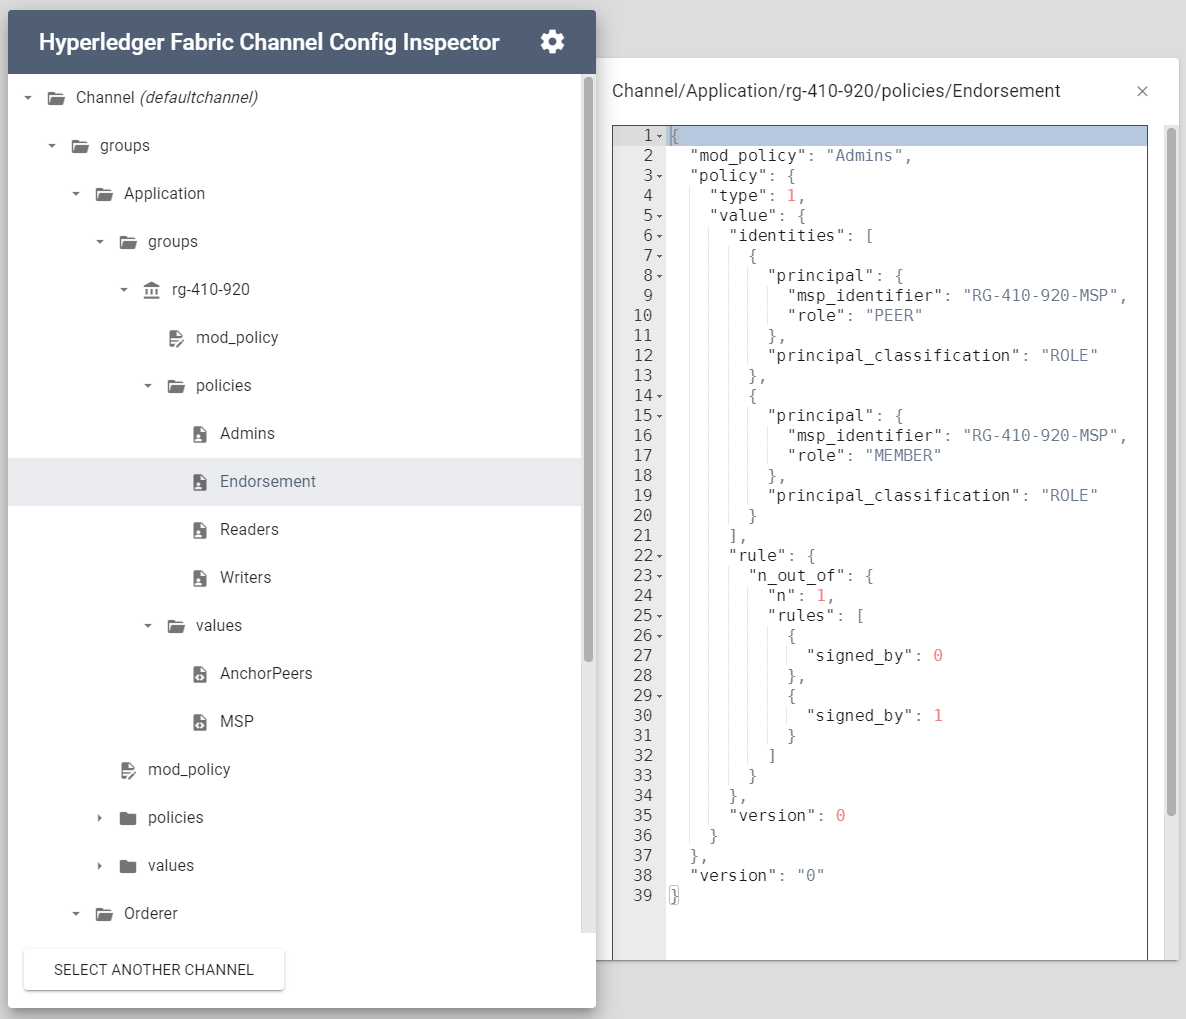 Hyperledger Fabric Channel Config Inspector
Channel (defaultchannel)
groups
Application
groups
rg-410-920
mod_policy
policies
Admins
Endorsement
Readers
Writers
values
AnchorPeers
MSP
mod_policy
policies
values
Orderer
SELECT ANOTHER CHANNEL
Channel/Application/rg-410-920/policies/Endorsement
1 {
2   "mod_policy": "Admins",
3   "policy": {
4     "type": 1,
5     "value": {
6       "identities": [
7         {
8           "principal": {
9             "msp_identifier": "RG-410-920-MSP",
10             "role": "PEER"
11           },
12           "principal_classification": "ROLE"
13         },
14         {
15           "principal": {
16             "msp_identifier": "RG-410-920-MSP",
17             "role": "MEMBER"
18           },
19           "principal_classification": "ROLE"
20         }
21       ],
22       "rule": {
23         "n_out_of": {
24           "n": 1,
25           "rules": [
26             {
27               "signed_by": 0
28             },
29             {
30               "signed_by": 1
31             }
32           ]
33         }
34       },
35       "version": 0
36     }
37   },
38   "version": "0"
39 }